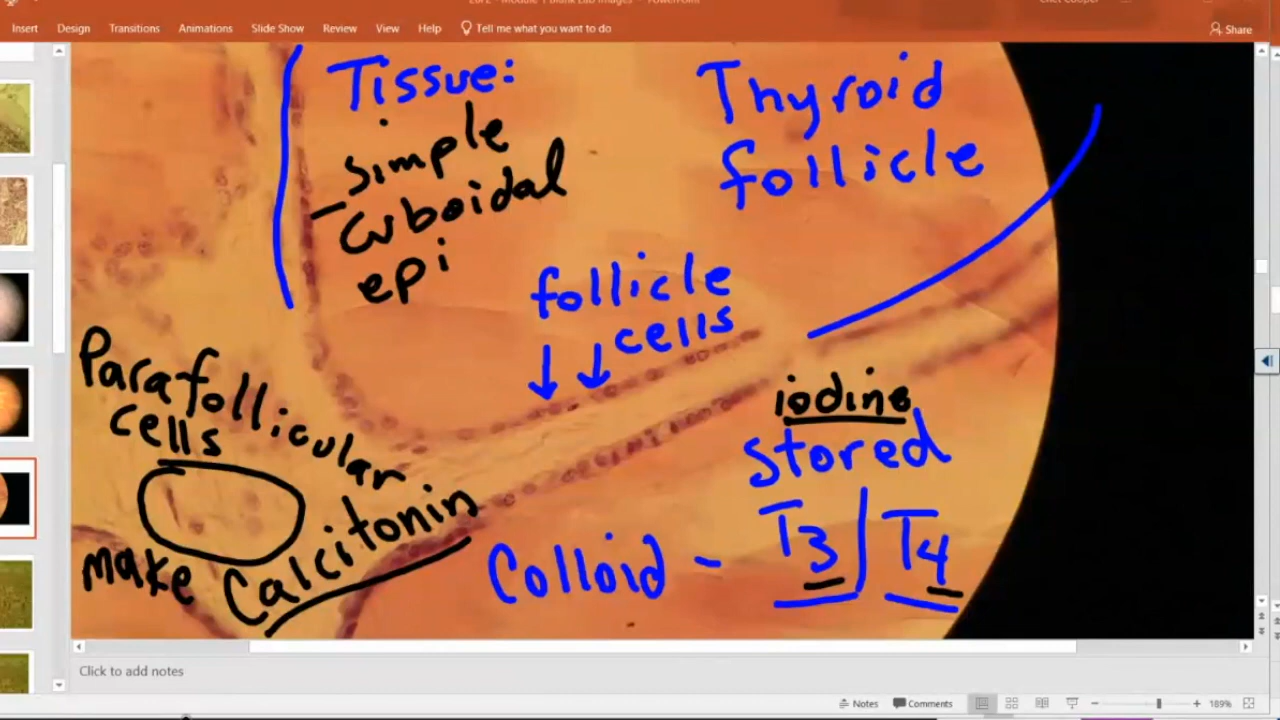 Insert Design Transitions Animations Slide Show Review View Help Tell me what you want to do Share
Tissue:
simple
cuboidal
epi
Thyroid
follicle
follicle
cells
Parafollicular
cells
make Calcitonin
iodine
stored
Colloid - T3/T4
Click to add notes
Notes Comments 189%